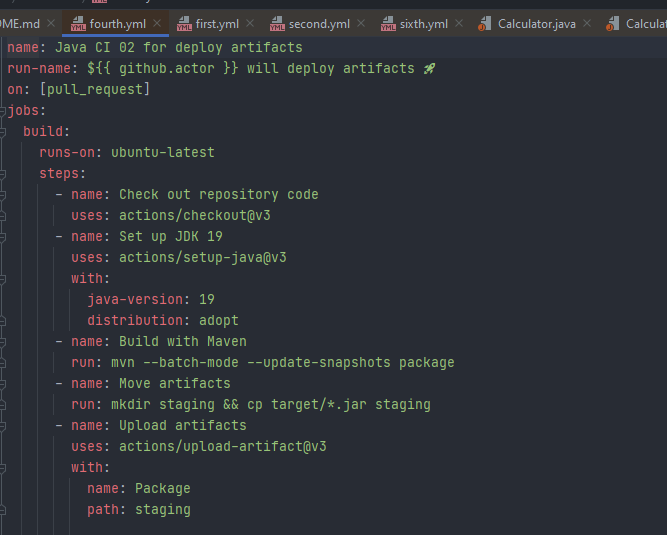 ME.md fourth.yml first.yml second.yml sixth.yml Calculator.java Calcula
name: Java CI 02 for deploy artifacts
run-name: ${{ github.actor }} will deploy artifacts 🚀
on: [pull_request]
jobs:
  build:
    runs-on: ubuntu-latest
    steps:
      - name: Check out repository code
        uses: actions/checkout@v3
      - name: Set up JDK 19
        uses: actions/setup-java@v3
        with:
          java-version: 19
          distribution: adopt
      - name: Build with Maven
        run: mvn --batch-mode --update-snapshots package
      - name: Move artifacts
        run: mkdir staging && cp target/*.jar staging
      - name: Upload artifacts
        uses: actions/upload-artifact@v3
        with:
          name: Package
          path: staging